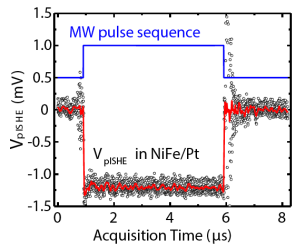 MW pulse sequence
V_pISHE in NiFe/Pt
V_pISHE (mV)
1.5
1.0
0.5
0.0
-0.5
-1.0
-1.5
0 2 4 6 8
Acquisition Time (µs)